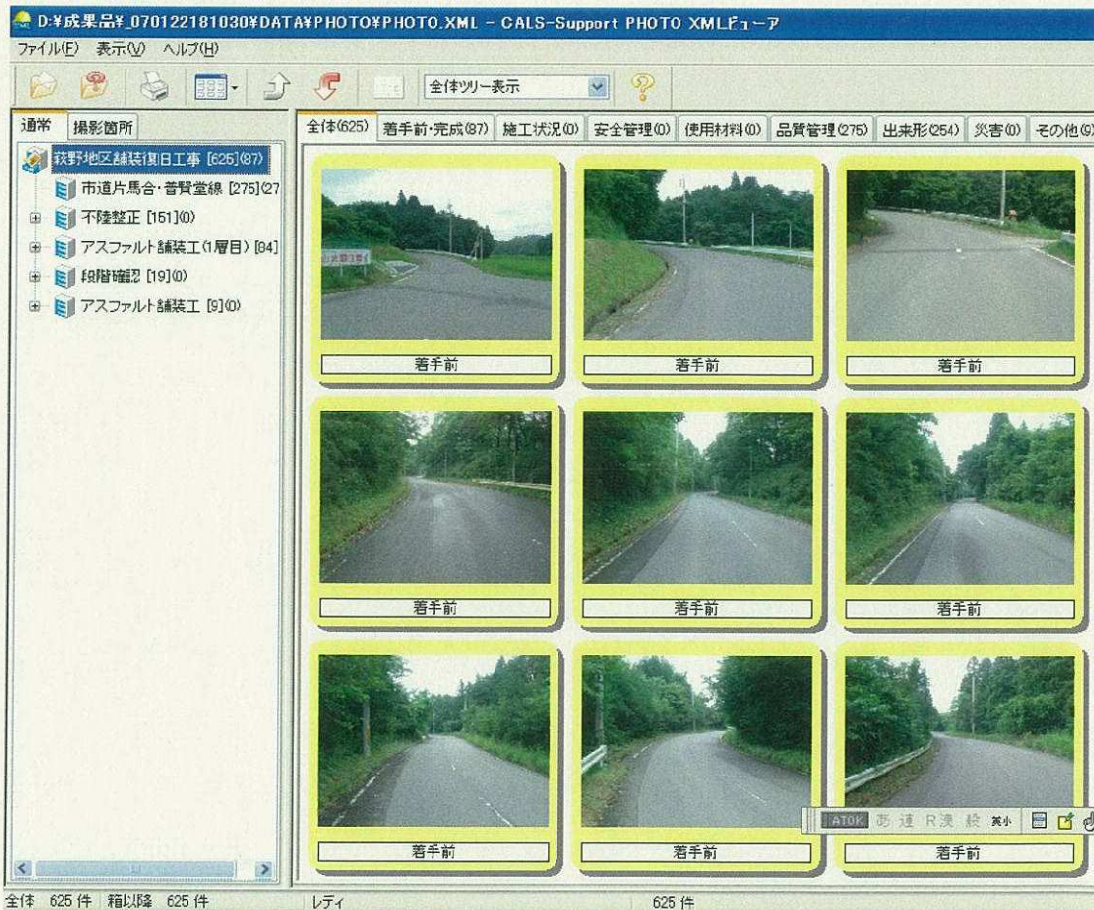 D:¥成果品¥_070122181030¥DATA¥PHOTO¥PHOTO.XML - CALS-Support PHOTO XMLビューア
ファイル(F) 表示(V) ヘルプ(H)
全体ツリー表示
通常 撮影箇所
全体(625) 着手前・完成(87) 施工状況(0) 安全管理(0) 使用材料(0) 品質管理(275) 出来形(254) 災害(0) その他(9)
萩野地区舗装復旧工事 [625](87)
市道片馬合・普賢堂線 [275](27
不陸整正 [151](0)
アスファルト舗装工(1層目) [84]
段階確認 [19](0)
アスファルト舗装工 [9](0)
着手前 着手前 着手前
着手前 着手前 着手前
着手前 着手前 着手前
ATOK あ 連 R漢 般 英小
全体 625 件 箱以降 625 件 レディ 625 件